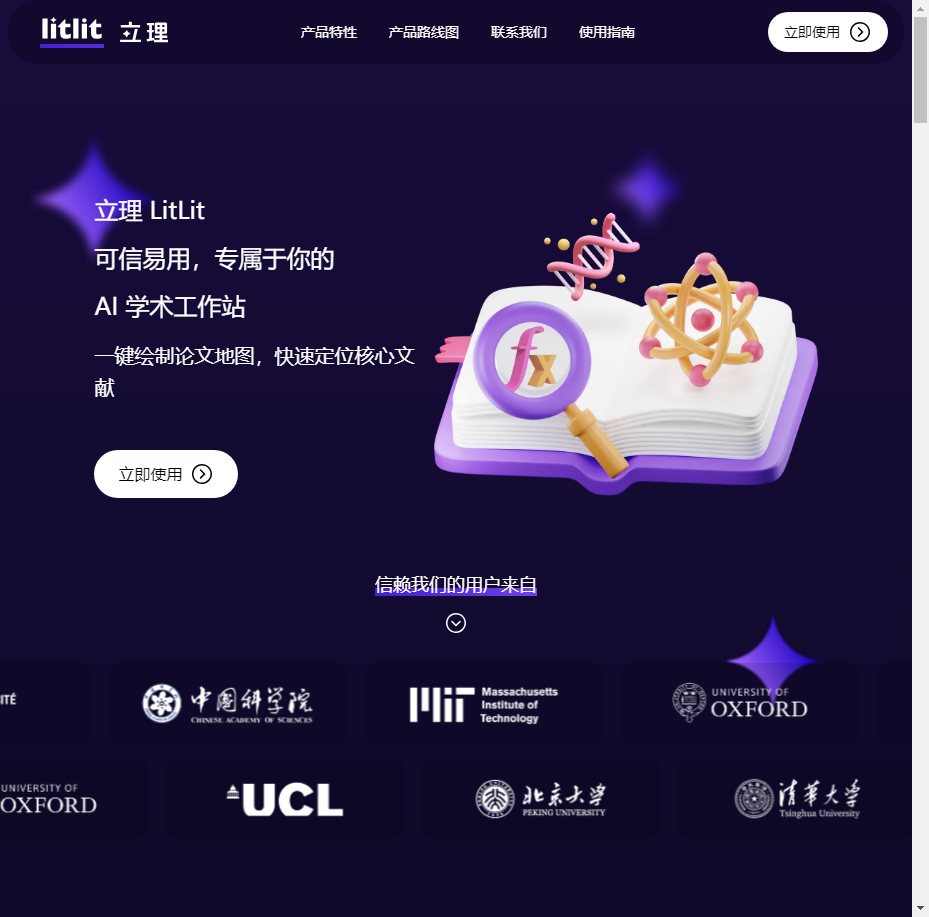 litlit 立理
产品特性 产品路线图 联系我们 使用指南
立即使用
立理 LitLit
可信易用，专属于你的
AI 学术工作站
一键绘制论文地图，快速定位核心文
献
fx
立即使用
信赖我们的用户来自
ITÉ
中国科学院
CHINESE ACADEMY OF SCIENCES
MIT
Massachusetts
Institute of
Technology
UNIVERSITY OF
OXFORD
UNIVERSITY OF
OXFORD
UCL
北京大学
PEKING UNIVERSITY
清华大学
Tsinghua University